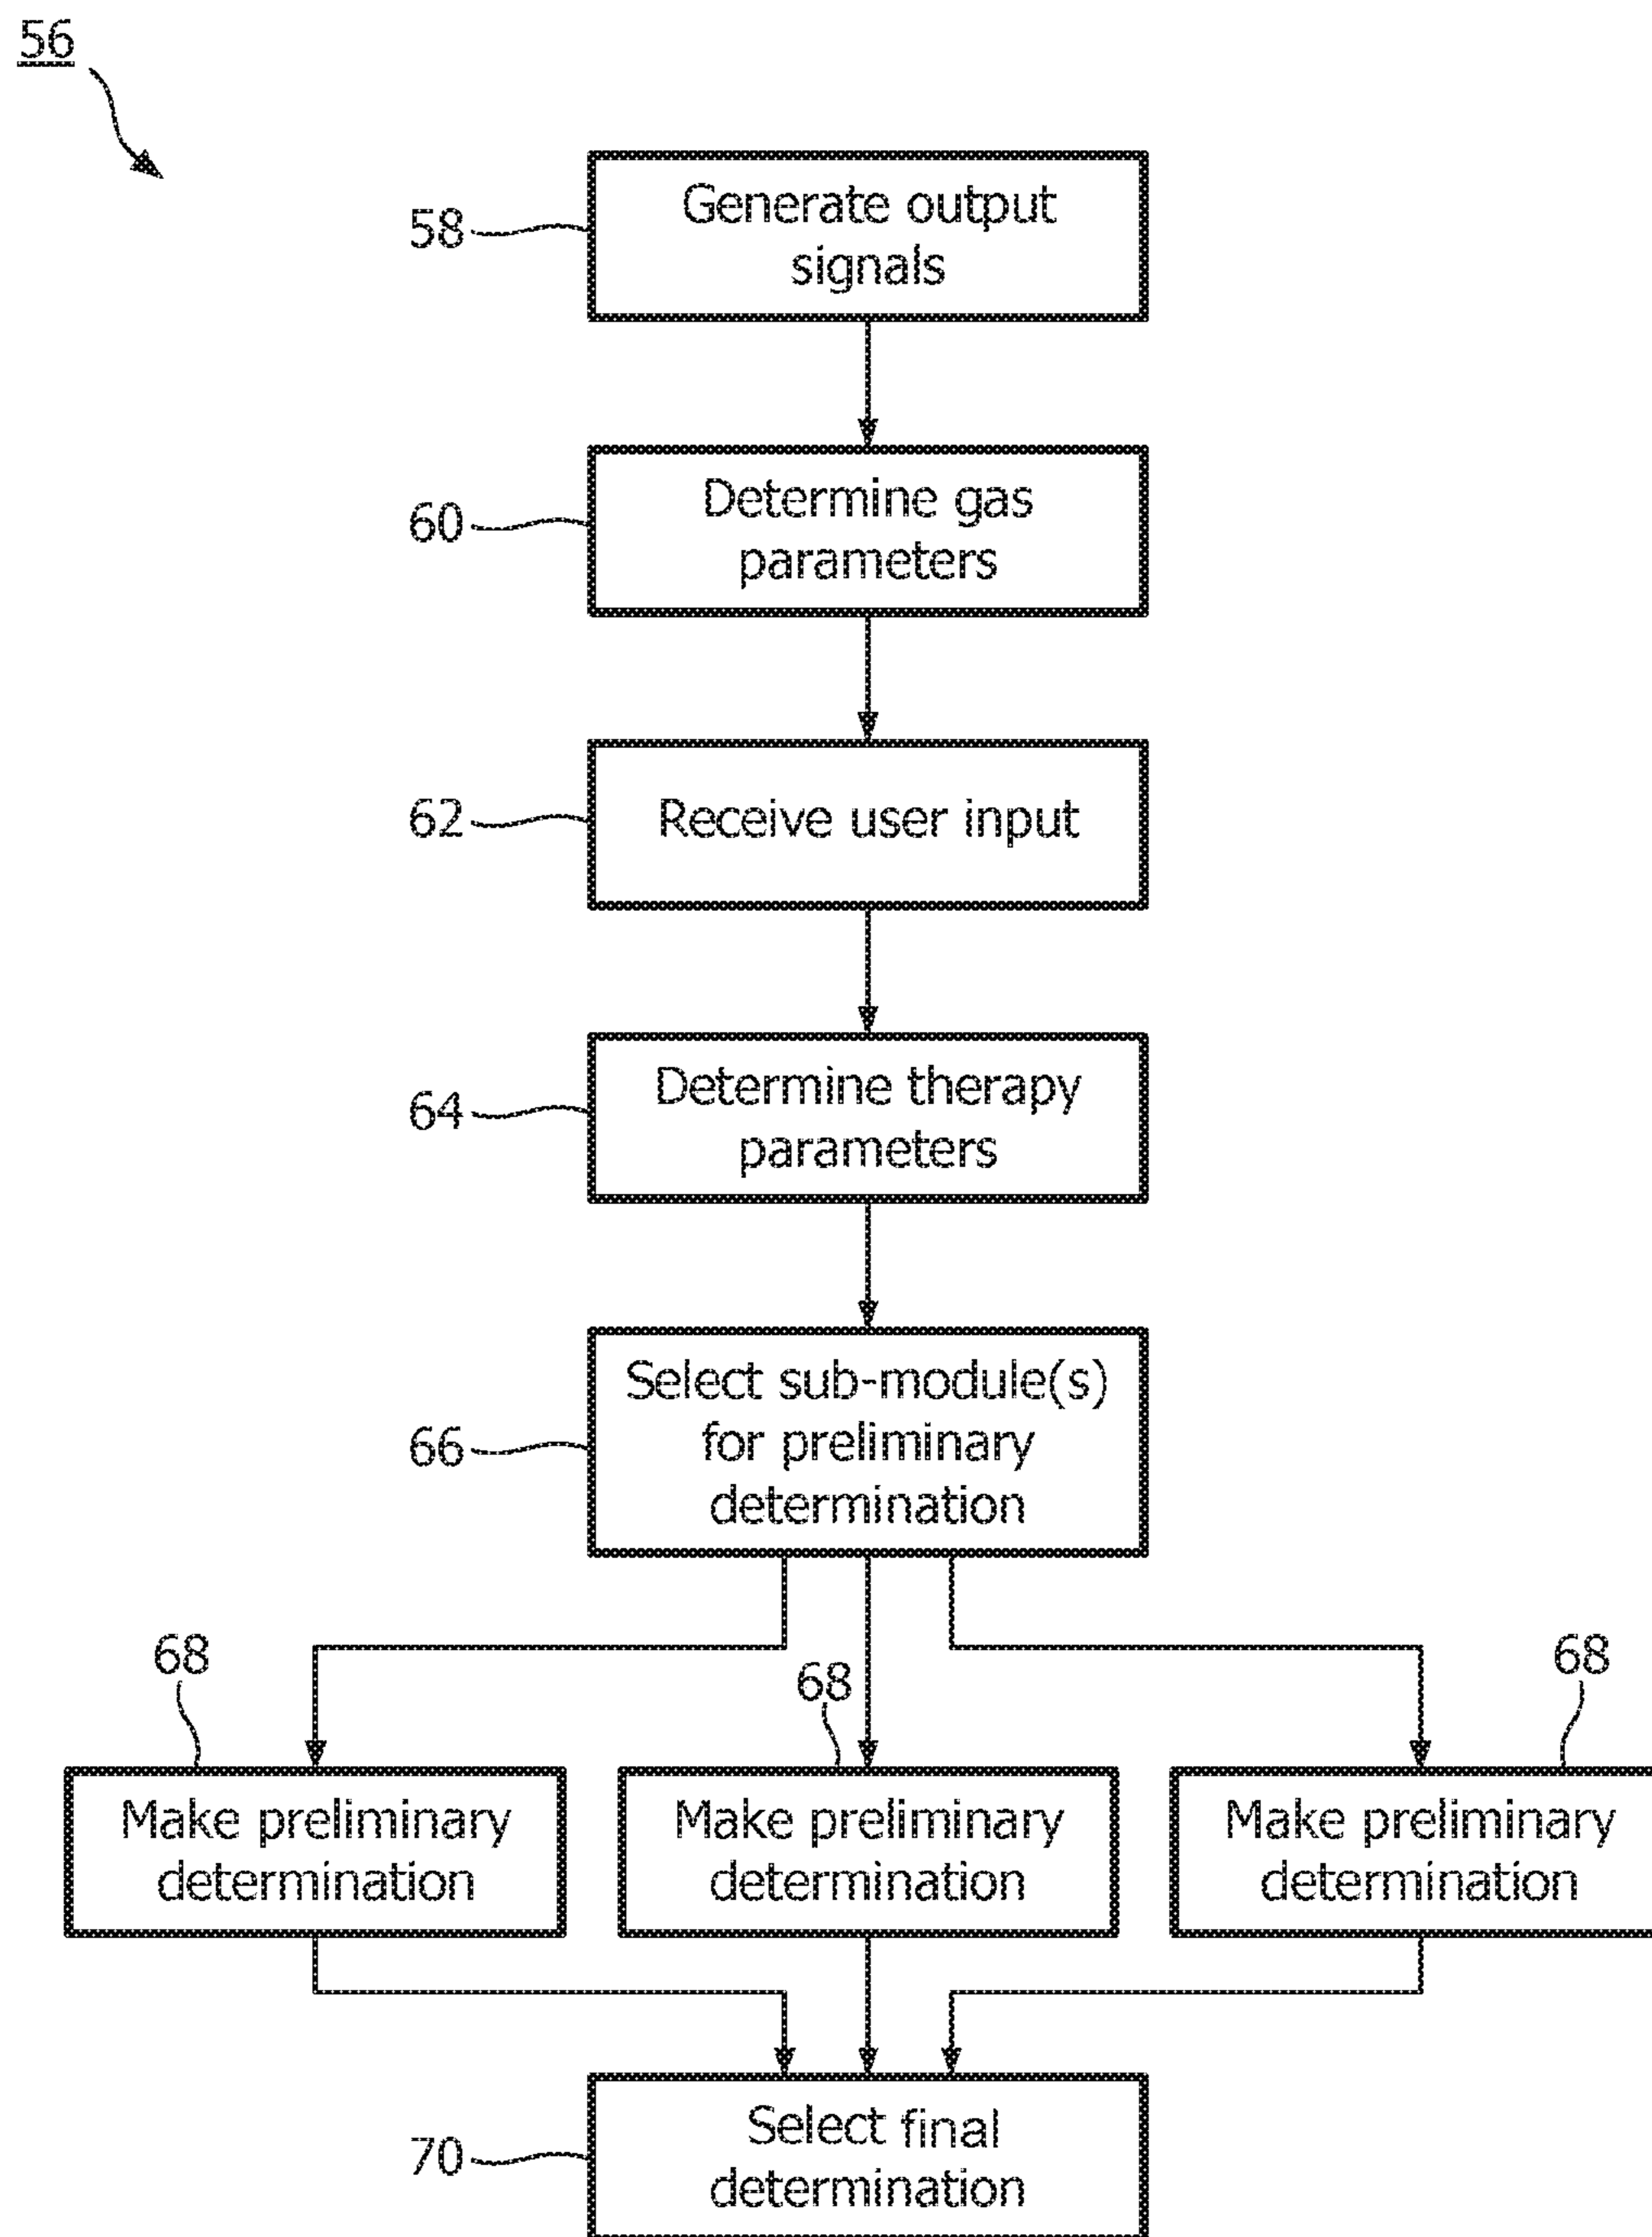 56
58
Generate output
signals
60
Determine gas
parameters
62
Receive user input
64
Determine therapy
parameters
66
Select sub-module(s)
for preliminary
determination
68
68
68
Make preliminary
determination
Make preliminary
determination
Make preliminary
determination
70
Select final
determination